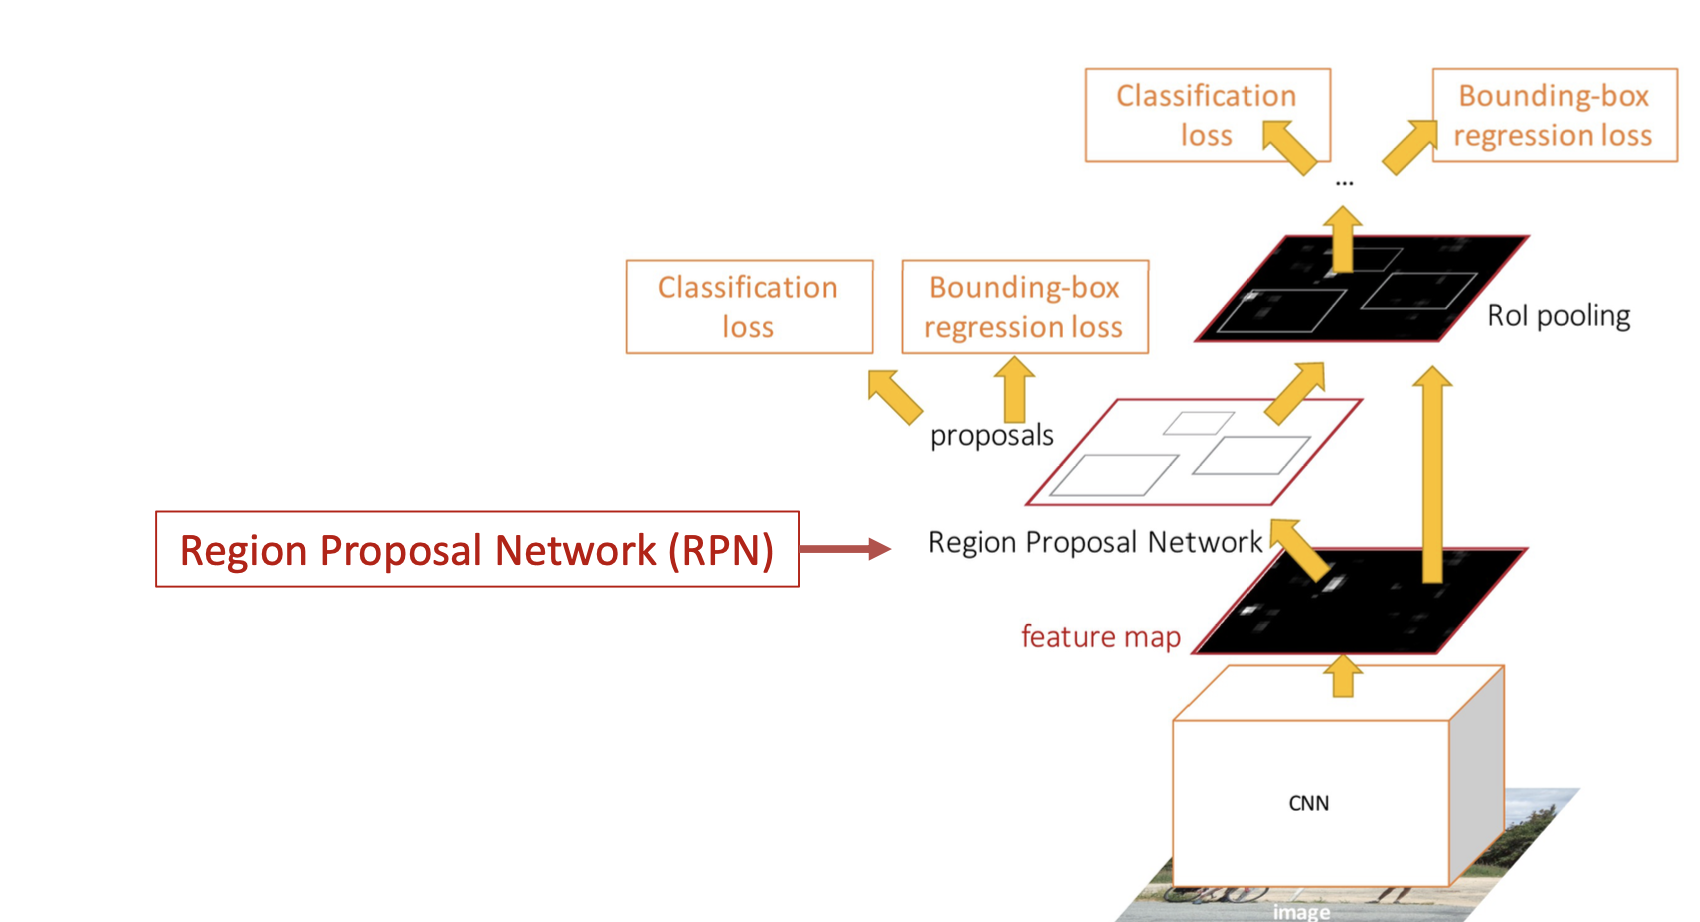 Classification
loss
Bounding-box
regression loss
...
RoI pooling
Classification
loss
Bounding-box
regression loss
proposals
Region Proposal Network (RPN)
Region Proposal Network
feature map
CNN
image